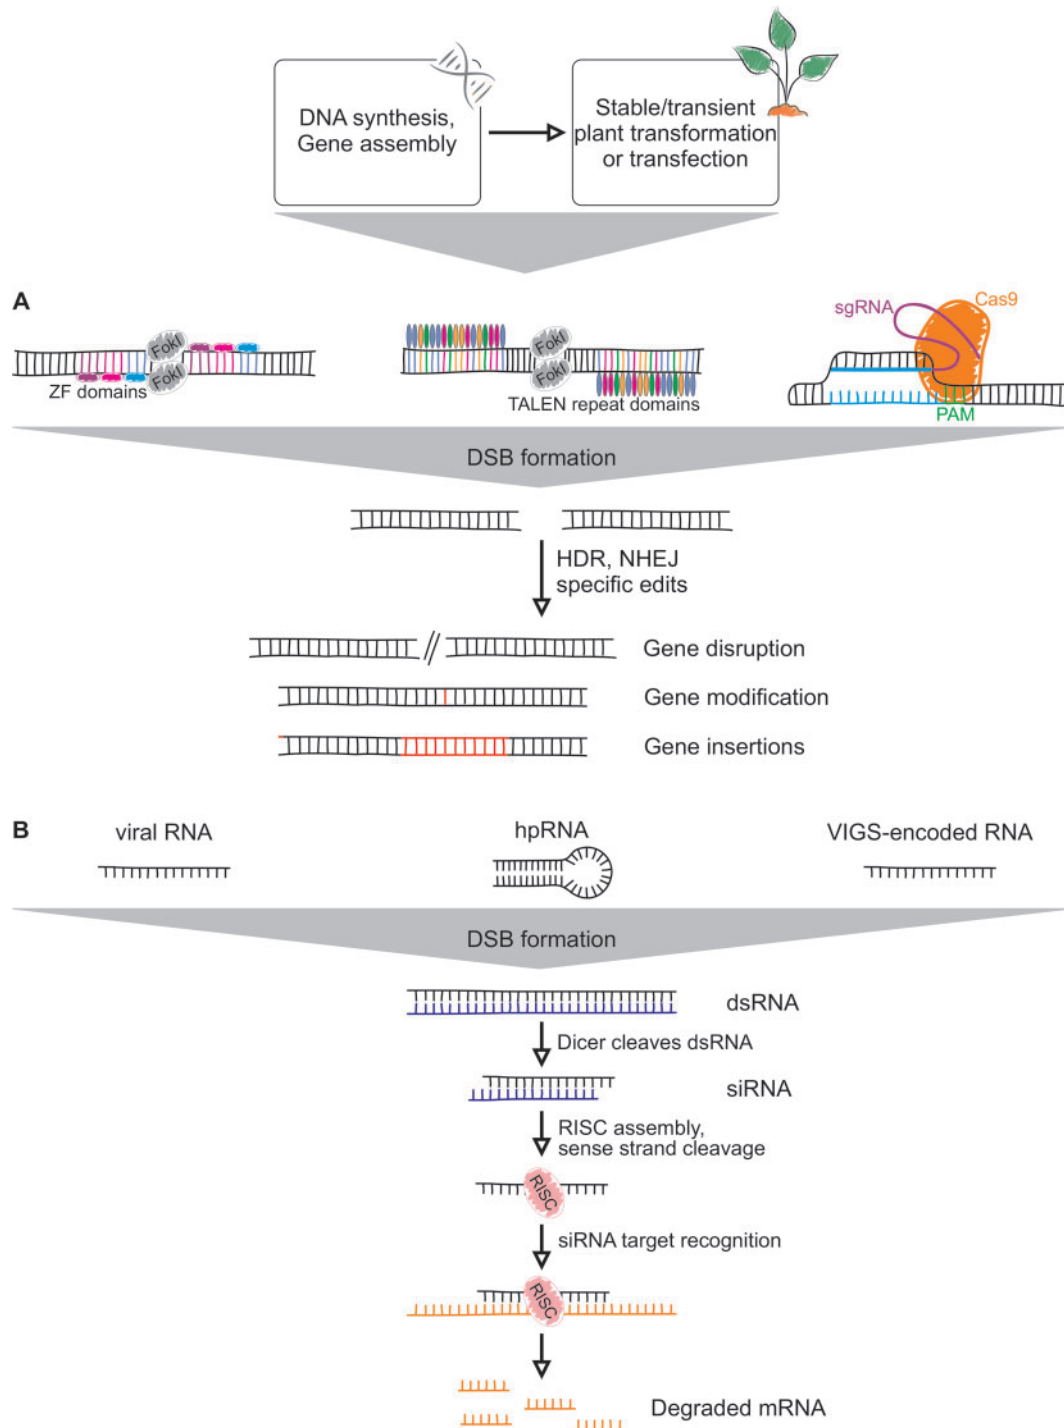 DNA synthesis,
Gene assembly
Stable/transient
plant transformation
or transfection
A
FokI
FokI
ZF domains
FokI
FokI
TALEN repeat domains
sgRNA
Cas9
PAM
DSB formation
HDR, NHEJ
specific edits
Gene disruption
Gene modification
Gene insertions
B
viral RNA
hpRNA
VIGS-encoded RNA
DSB formation
dsRNA
Dicer cleaves dsRNA
siRNA
RISC assembly,
sense strand cleavage
RISC
siRNA target recognition
RISC
Degraded mRNA